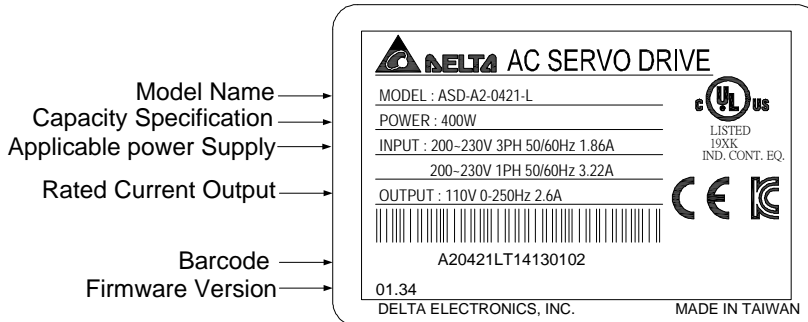 DELTA AC SERVO DRIVE
Model Name
MODEL : ASD-A2-0421-L
Capacity Specification
POWER : 400W
Applicable power Supply
INPUT : 200~230V 3PH 50/60Hz 1.86A
200~230V 1PH 50/60Hz 3.22A
Rated Current Output
OUTPUT : 110V 0-250Hz 2.6A
C UL US
LISTED
19XK
IND. CONT. EQ.
CE
Barcode
A20421LT14130102
Firmware Version
01.34
DELTA ELECTRONICS, INC.
MADE IN TAIWAN